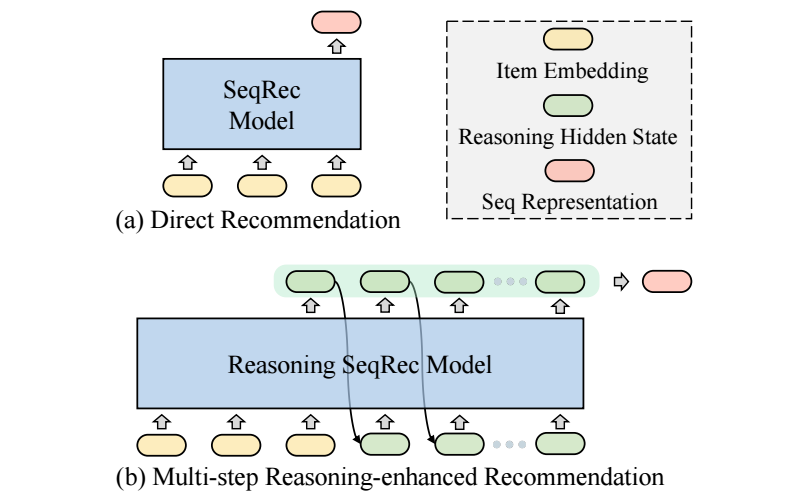 SeqRec
Model
(a) Direct Recommendation
Item Embedding
Reasoning Hidden State
Seq Representation
Reasoning SeqRec Model
(b) Multi-step Reasoning-enhanced Recommendation